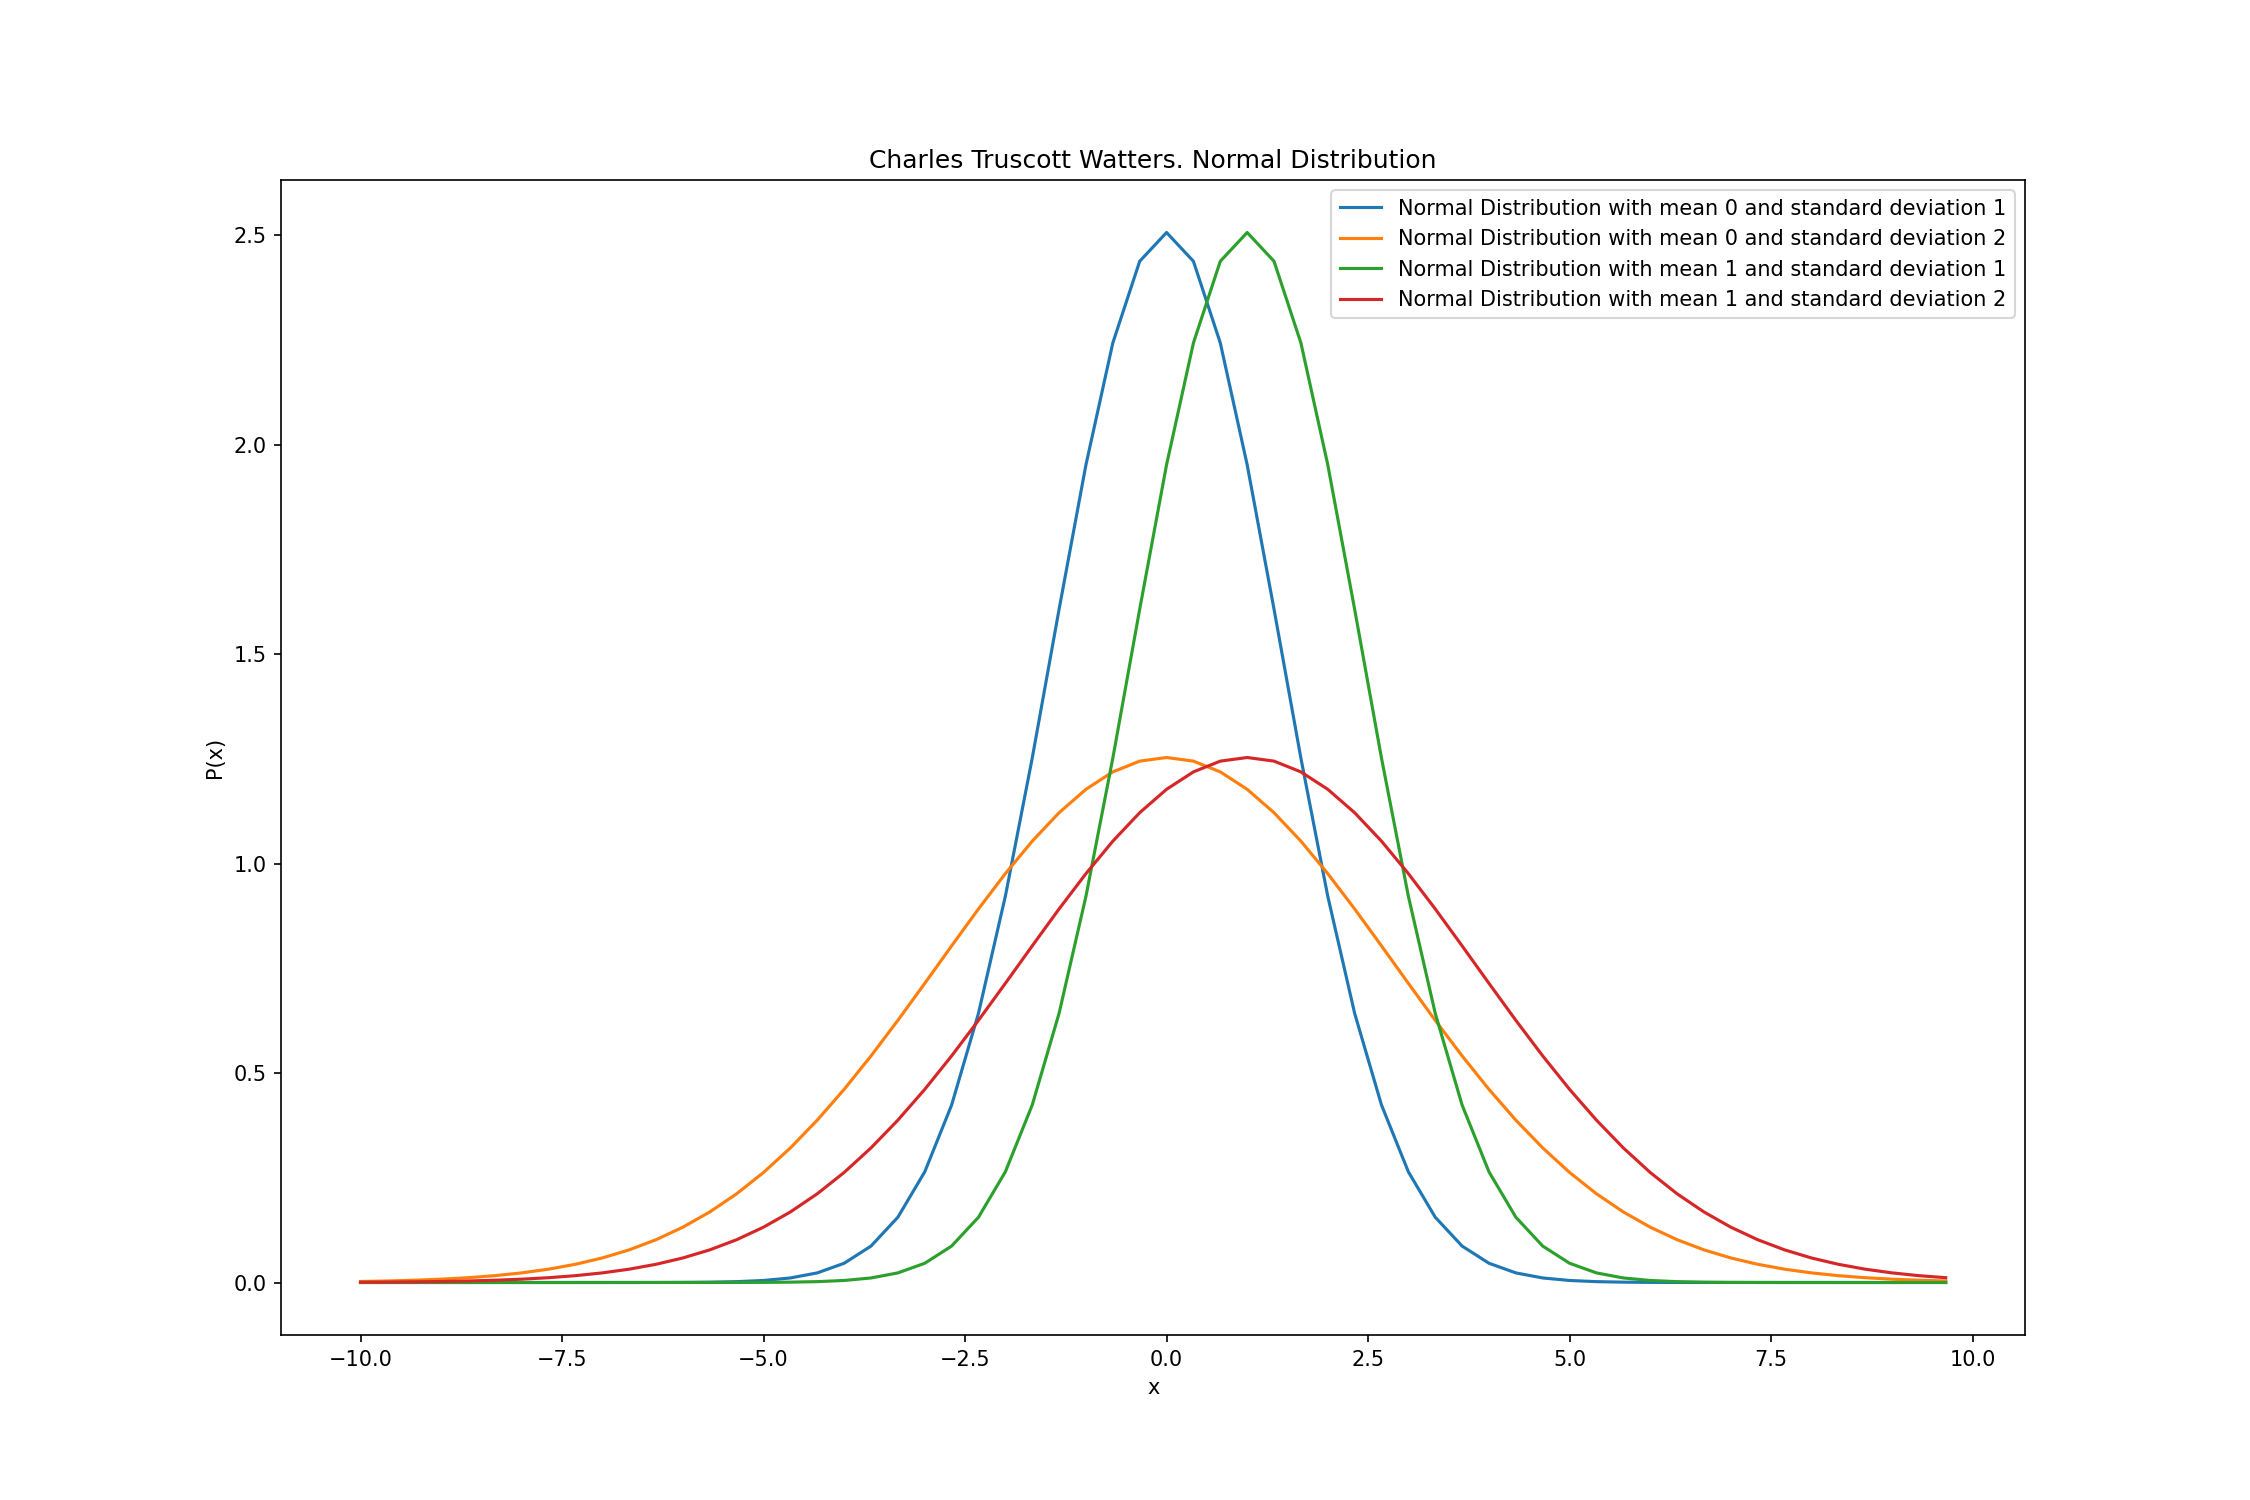 Charles Truscott Watters. Normal Distribution
Normal Distribution with mean 0 and standard deviation 1
Normal Distribution with mean 0 and standard deviation 2
Normal Distribution with mean 1 and standard deviation 1
Normal Distribution with mean 1 and standard deviation 2
2.5
2.0
1.5
1.0
0.5
0.0
P(x)
−10.0 −7.5 −5.0 −2.5 0.0 2.5 5.0 7.5 10.0
x